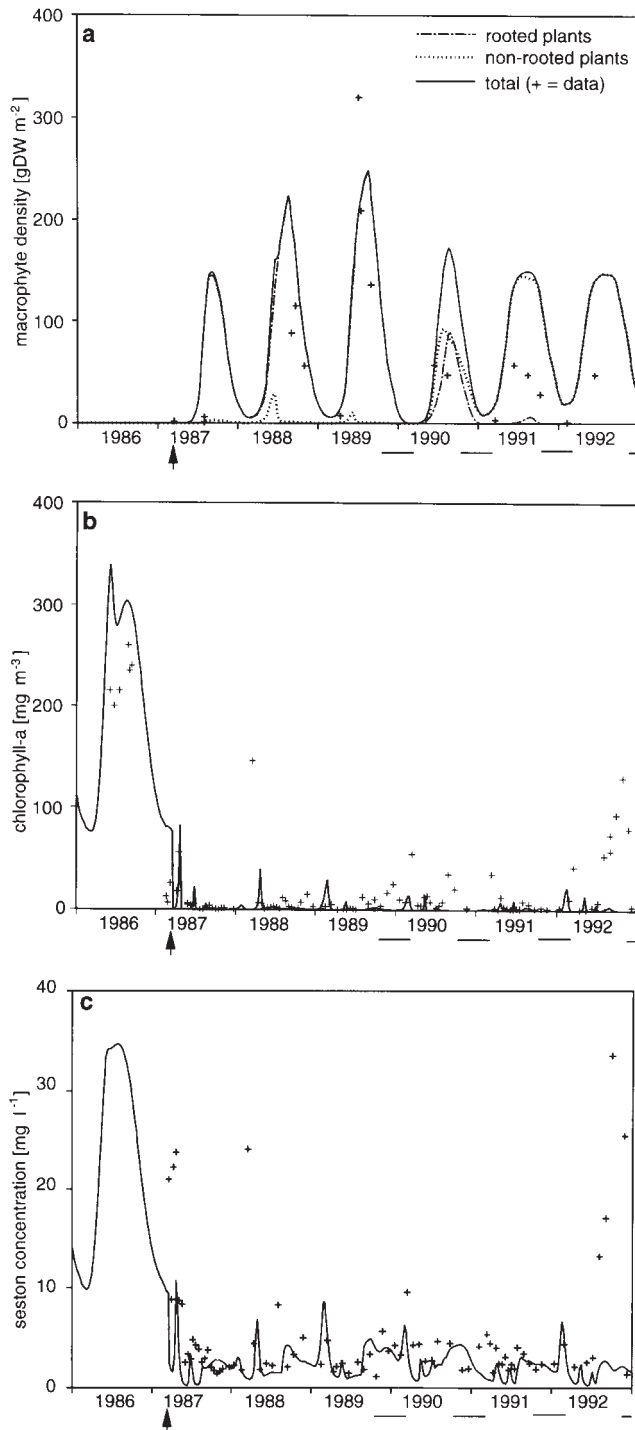 a
rooted plants
non-rooted plants
total (+ = data)
macrophyte density [gDW m-2]
400
300
200
100
0
1986 1987 1988 1989 1990 1991 1992
b
chlorophyll-a [mg m-3]
400
300
200
100
0
1986 1987 1988 1989 1990 1991 1992
c
seston concentration [mg l-1]
40
30
20
10
0
1986 1987 1988 1989 1990 1991 1992